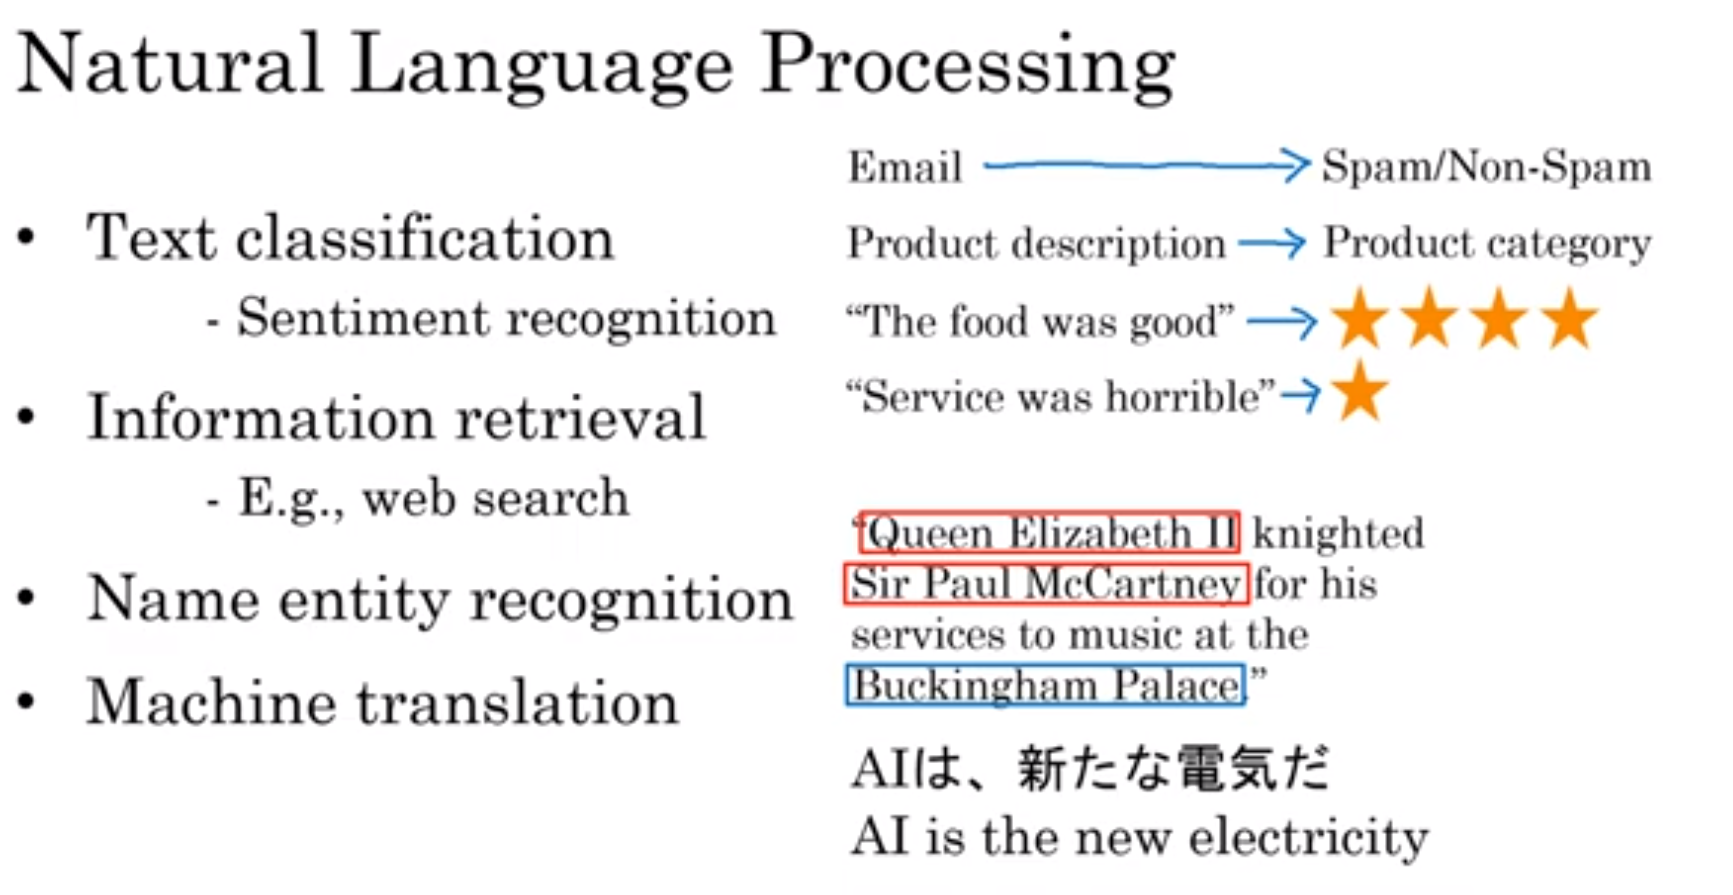 Natural Language Processing
• Text classification
- Sentiment recognition
• Information retrieval
- E.g., web search
• Name entity recognition
• Machine translation
Email → Spam/Non-Spam
Product description → Product category
“The food was good” → ★ ★ ★ ★
“Service was horrible” → ★
“Queen Elizabeth II knighted
Sir Paul McCartney for his
services to music at the
Buckingham Palace.”
AIは、新たな電気だ
AI is the new electricity